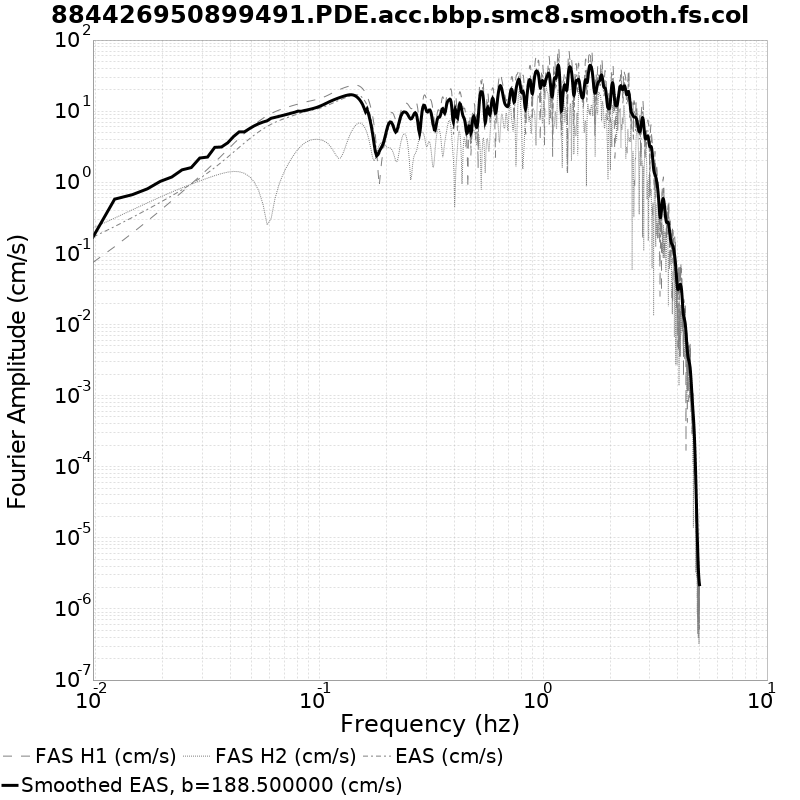 884426950899491.PDE.acc.bbp.smc8.smooth.fs.col
10^2
10^1
10^0
10^-1
10^-2
10^-3
10^-4
10^-5
10^-6
10^-7
Fourier Amplitude (cm/s)
10^-2 10^-1 10^0 10^1
Frequency (hz)
FAS H1 (cm/s) FAS H2 (cm/s) EAS (cm/s)
Smoothed EAS, b=188.500000 (cm/s)